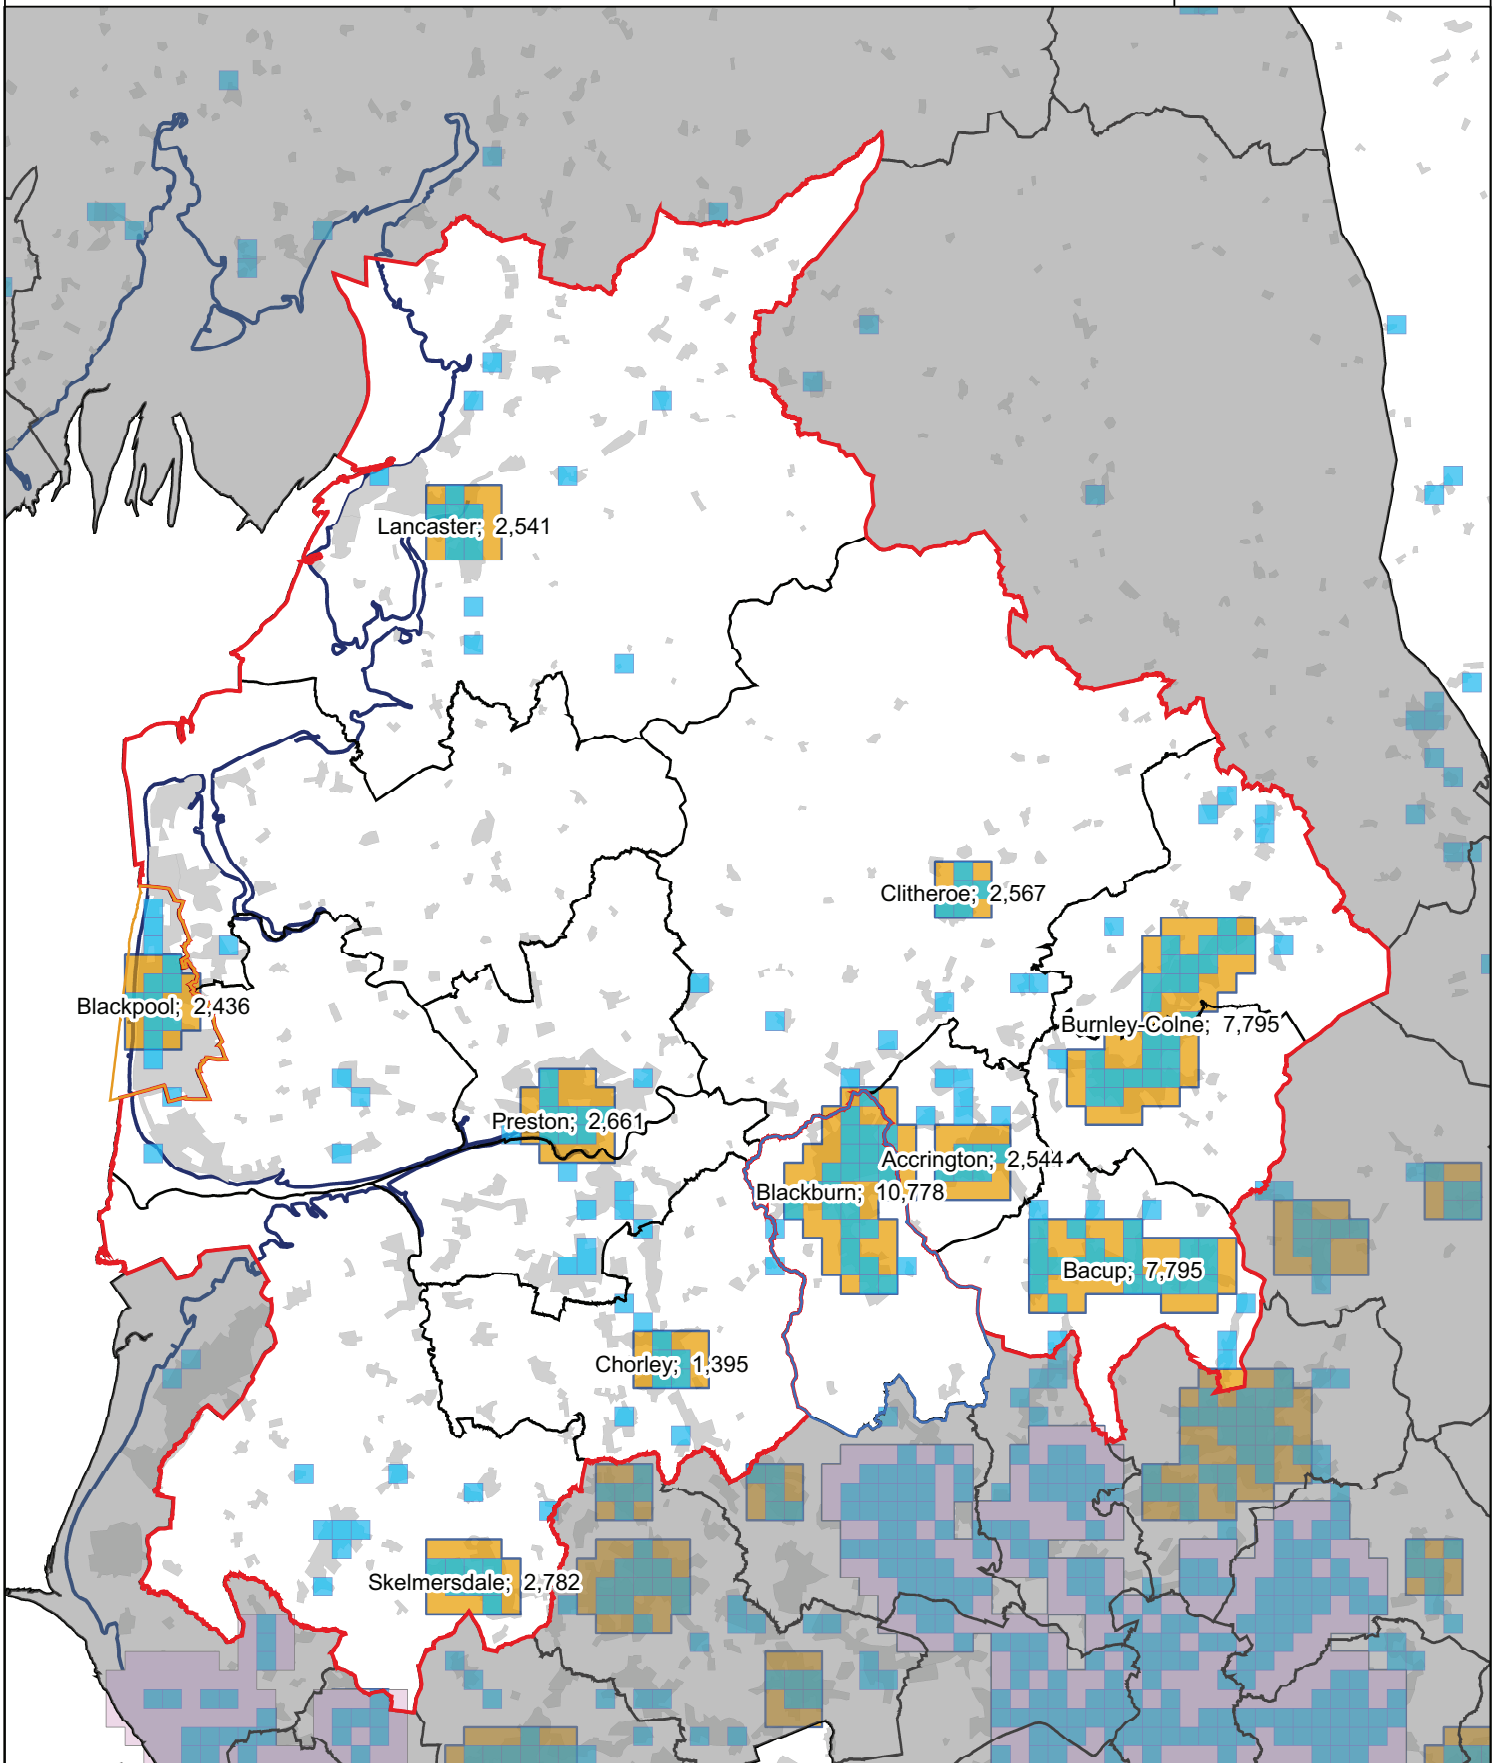 Lancaster; 2,541
Clitheroe; 2,567
Blackpool; 2,436
Burnley-Colne; 7,795
Preston; 2,661
Accrington; 2,544
Blackburn; 10,778
Bacup; 7,795
Chorley; 1,395
Skelmersdale; 2,782